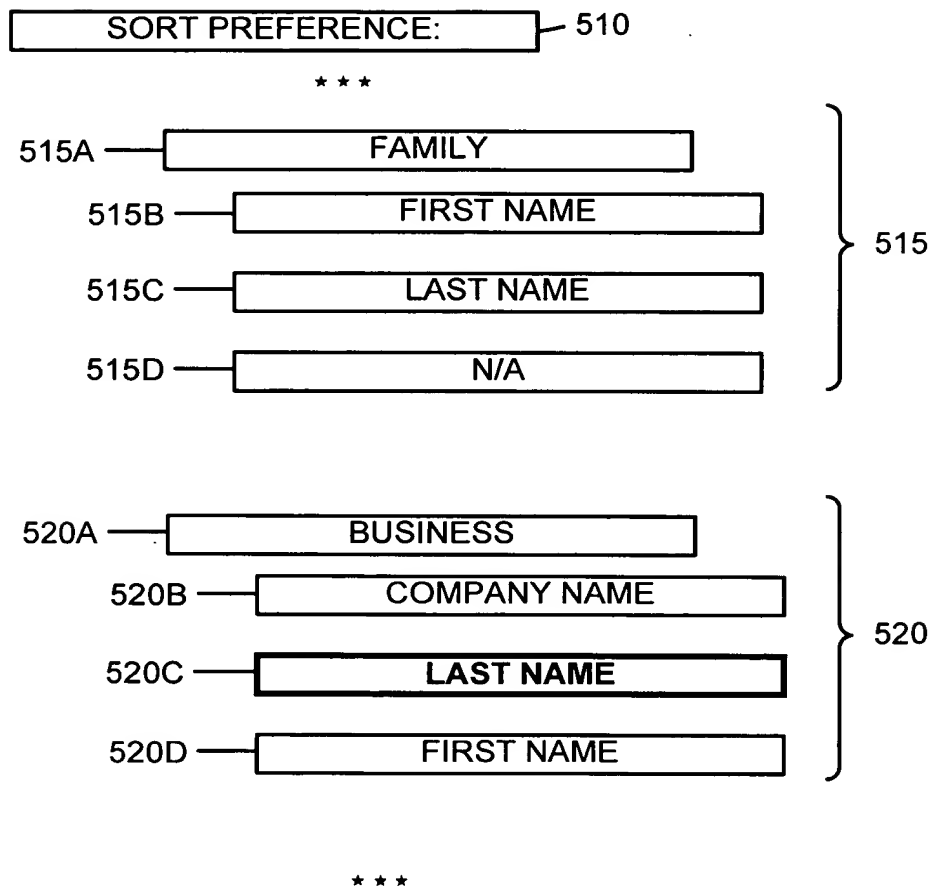 SORT PREFERENCE: 510
* * *
515A FAMILY
515B FIRST NAME
515 
515C LAST NAME
515D N/A
520A BUSINESS
520B COMPANY NAME
520
520C LAST NAME
520D FIRST NAME
* * *